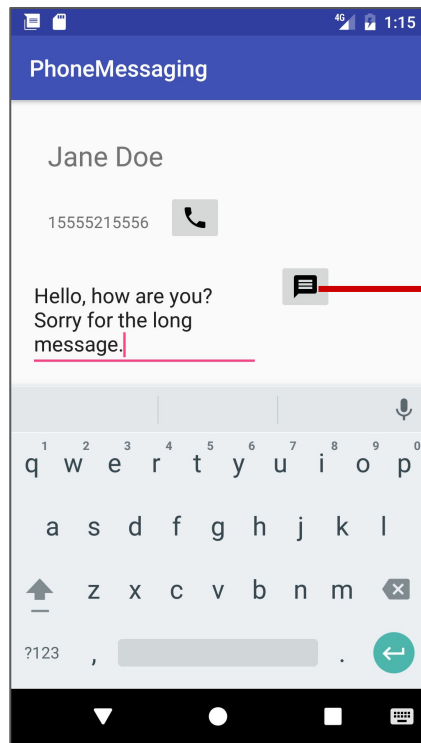 4G 1:15
PhoneMessaging
Jane Doe
15555215556
Hello, how are you?
Sorry for the long
message.
1 2 3 4 5 6 7 8 9 0
q w e r t y u i o p
a s d f g h j k l
z x c v b n m
?123 , .